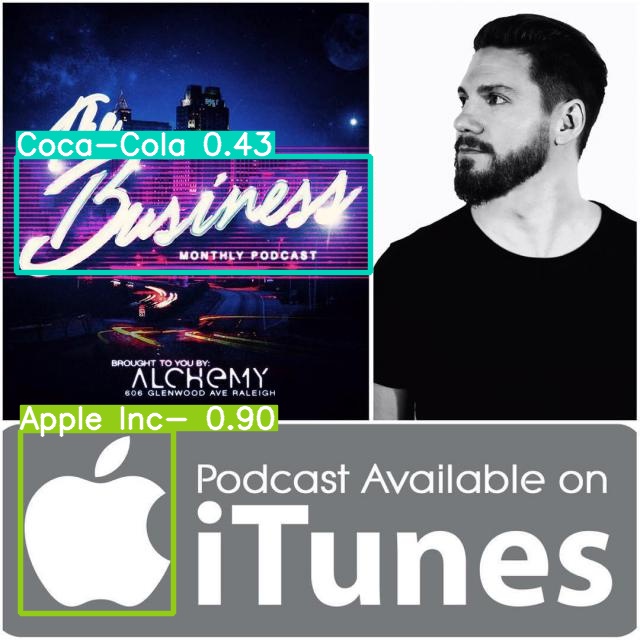 Coca-Cola 0.43
Business
MONTHLY PODCAST
BROUGHT TO YOU BY:
ALCHEMY
606 GLENWOOD AVE RALEIGH
Apple Inc- 0.90
Podcast Available on
iTunes